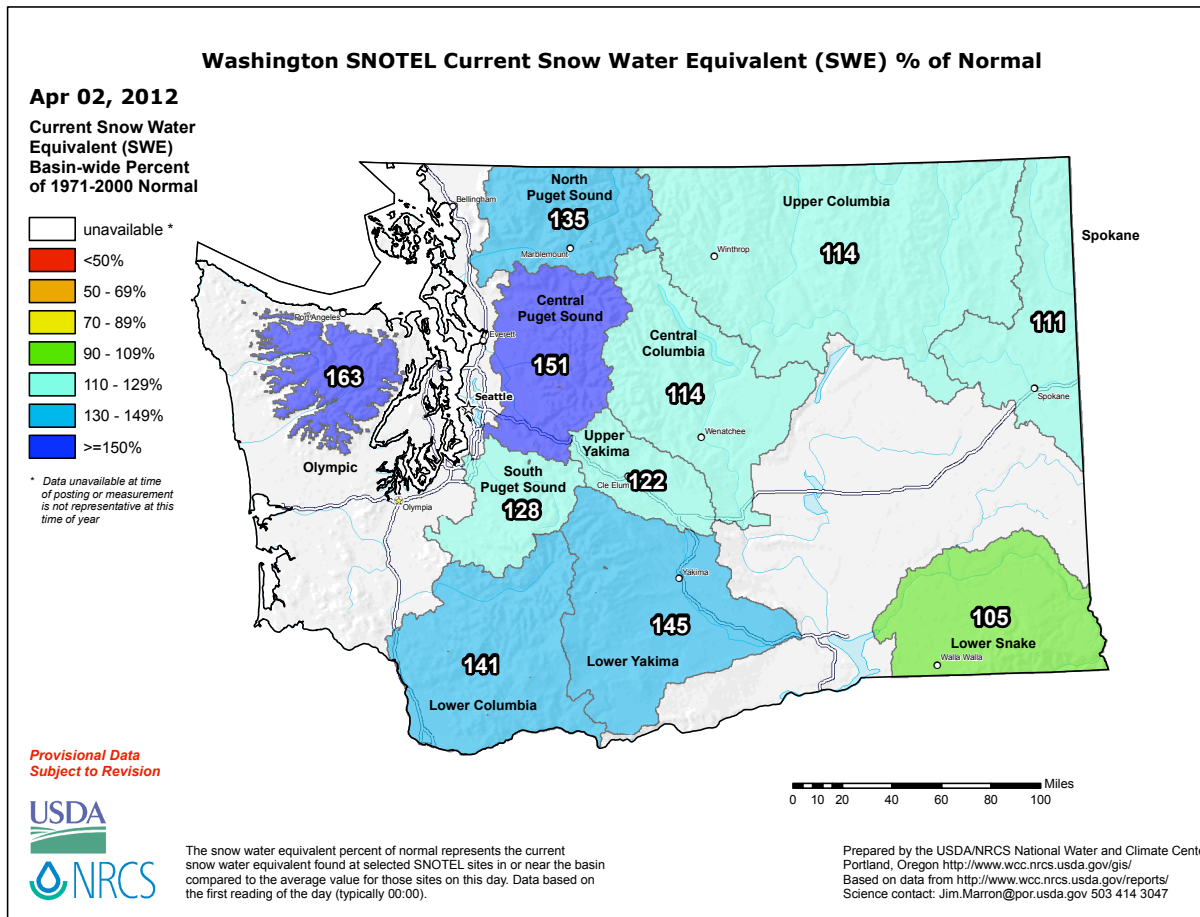 Washington SNOTEL Current Snow Water Equivalent (SWE) % of Normal
Apr 02, 2012
Current Snow Water
Equivalent (SWE)
Basin-wide Percent
of 1971-2000 Normal
unavailable *
<50%
50 - 69%
70 - 89%
90 - 109%
110 - 129%
130 - 149%
>=150%
* Data unavailable at time
of posting or measurement
is not representative at this
time of year
North
Puget Sound
135
Bellingham
Marblemount
Upper Columbia
114
Winthrop
Spokane
111
Spokane
Central
Puget Sound
151
Everett
Port Angeles
163
Olympic
Seattle
Central
Columbia
114
Wenatchee
Upper
Yakima
122
Cle Elum
South
Puget Sound
128
Olympia
Yakima
145
Lower Yakima
141
Lower Columbia
105
Lower Snake
Walla Walla
Provisional Data
Subject to Revision
USDA
NRCS
Miles
0 10 20 40 60 80 100
The snow water equivalent percent of normal represents the current
snow water equivalent found at selected SNOTEL sites in or near the basin
compared to the average value for those sites on this day. Data based on
the first reading of the day (typically 00:00).
Prepared by the USDA/NRCS National Water and Climate Cente
Portland, Oregon http://www.wcc.nrcs.usda.gov/gis/
Based on data from http://www.wcc.nrcs.usda.gov/reports/
Science contact: Jim.Marron@por.usda.gov 503 414 3047